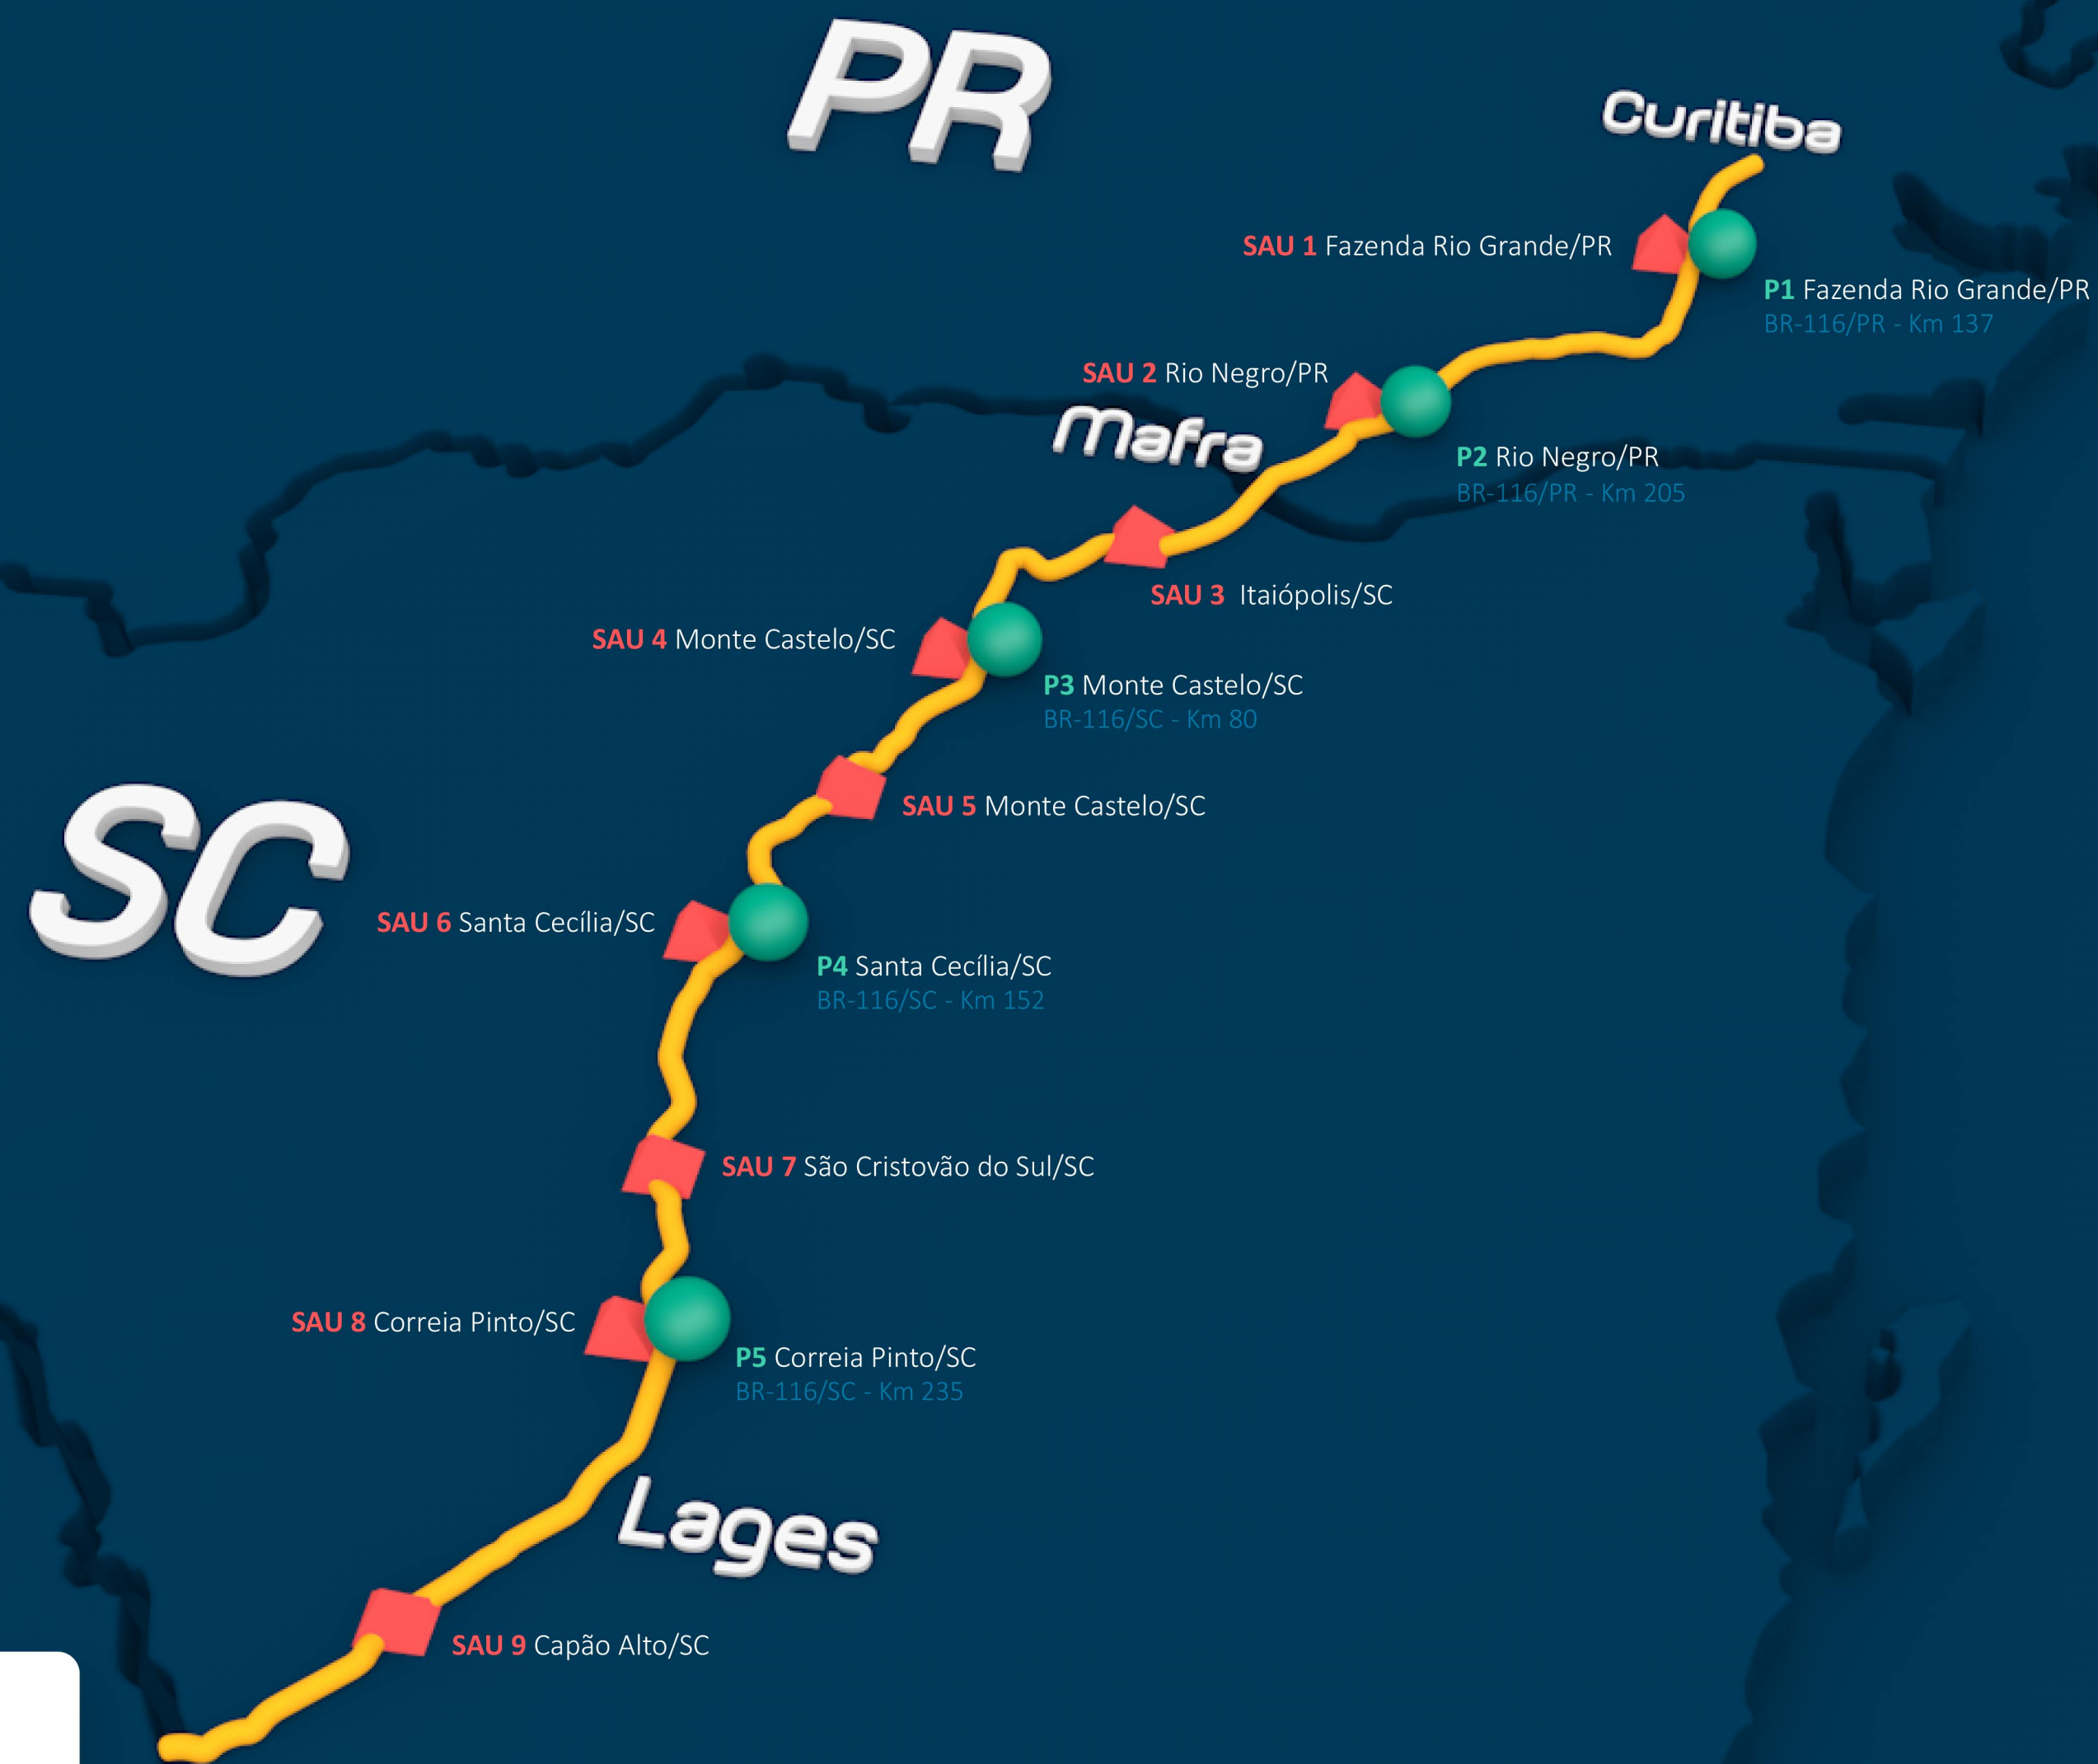 PR
Curitiba
SAU 1 Fazenda Rio Grande/PR
P1 Fazenda Rio Grande/PR
BR-116/PR - Km 137
SAU 2 Rio Negro/PR
Mafra
P2 Rio Negro/PR
BR-116/PR - Km 205
SAU 3 Itaiópolis/SC
SAU 4 Monte Castelo/SC
P3 Monte Castelo/SC
BR-116/SC - Km 80
SC
SAU 5 Monte Castelo/SC
SAU 6 Santa Cecília/SC
P4 Santa Cecília/SC
BR-116/SC - Km 152
SAU 7 São Cristovão do Sul/SC
SAU 8 Correia Pinto/SC
P5 Correia Pinto/SC
BR-116/SC - Km 235
Lages
SAU 9 Capão Alto/SC